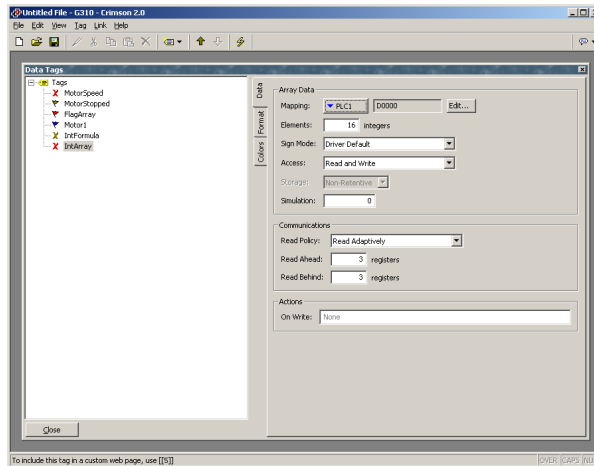 Untitled File - G310 - Crimson 2.0
File Edit View Tag Link Help
Data Tags
Tags
MotorSpeed
MotorStopped
FlagArray
Motor1
IntFormula
IntArray
Data
Format
Colors
Array Data
Mapping: PLC1 D0000 Edit...
Elements: 16 integers
Sign Mode: Driver Default
Access: Read and Write
Storage: Non-Retentive
Simulation: 0
Communications
Read Policy: Read Adaptively
Read Ahead: 3 registers
Read Behind: 3 registers
Actions
On Write: None
Close
To include this tag in a custom web page, use [[5]]
OVER CAPS NU